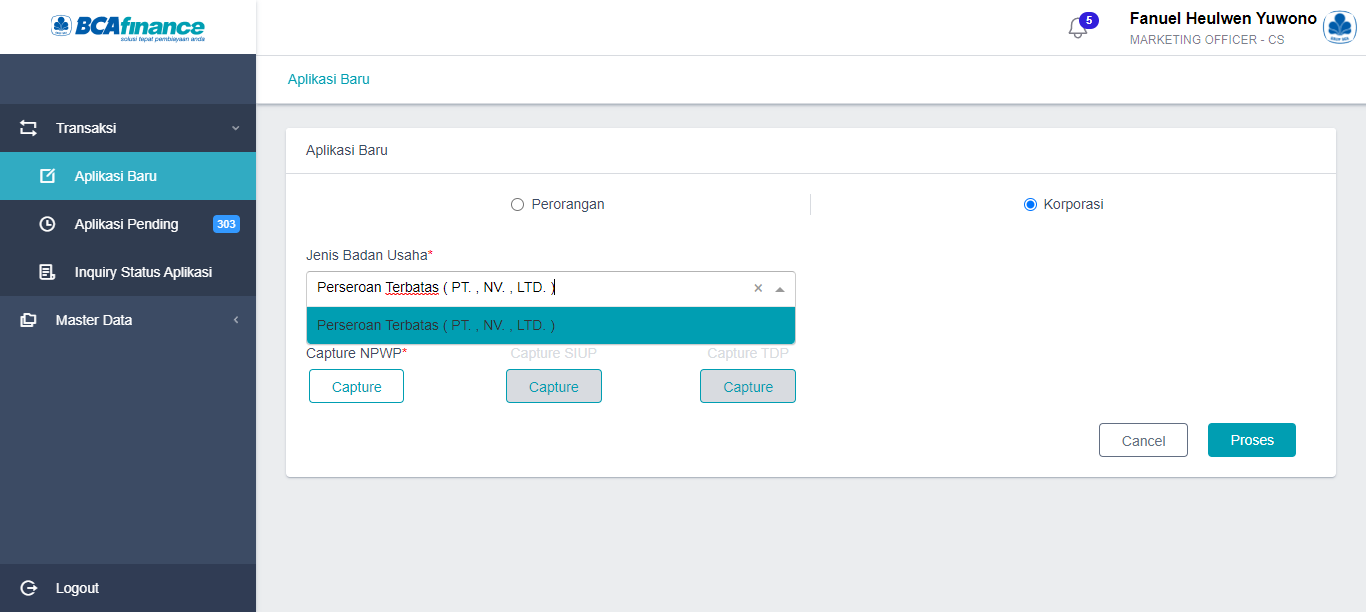 BCAfinance
solusi tepat pembiayaan anda
5
Fanuel Heulwen Yuwono
MARKETING OFFICER - CS
Aplikasi Baru
Transaksi
Aplikasi Baru
Aplikasi Pending 303
Inquiry Status Aplikasi
Master Data
Logout
Aplikasi Baru
Perorangan
Korporasi
Jenis Badan Usaha*
Perseroan Terbatas ( PT. , NV. , LTD. )
Perseroan Terbatas ( PT. , NV. , LTD. )
Capture NPWP* Capture SIUP Capture TDP
Capture Capture Capture
Cancel Proses